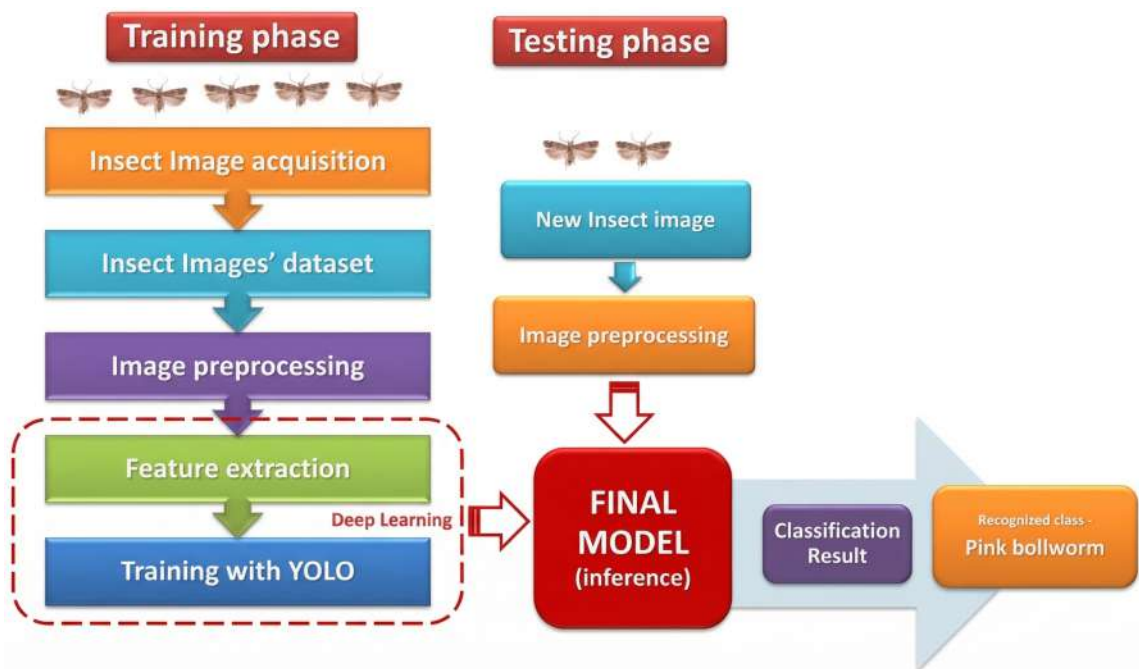 Training phase
Testing phase
Insect Image acquisition
Insect Images’ dataset
Image preprocessing
Feature extraction
Deep Learning
Training with YOLO
New Insect image
Image preprocessing
FINAL
MODEL
(inference)
Classification
Result
Recognized class -
Pink bollworm